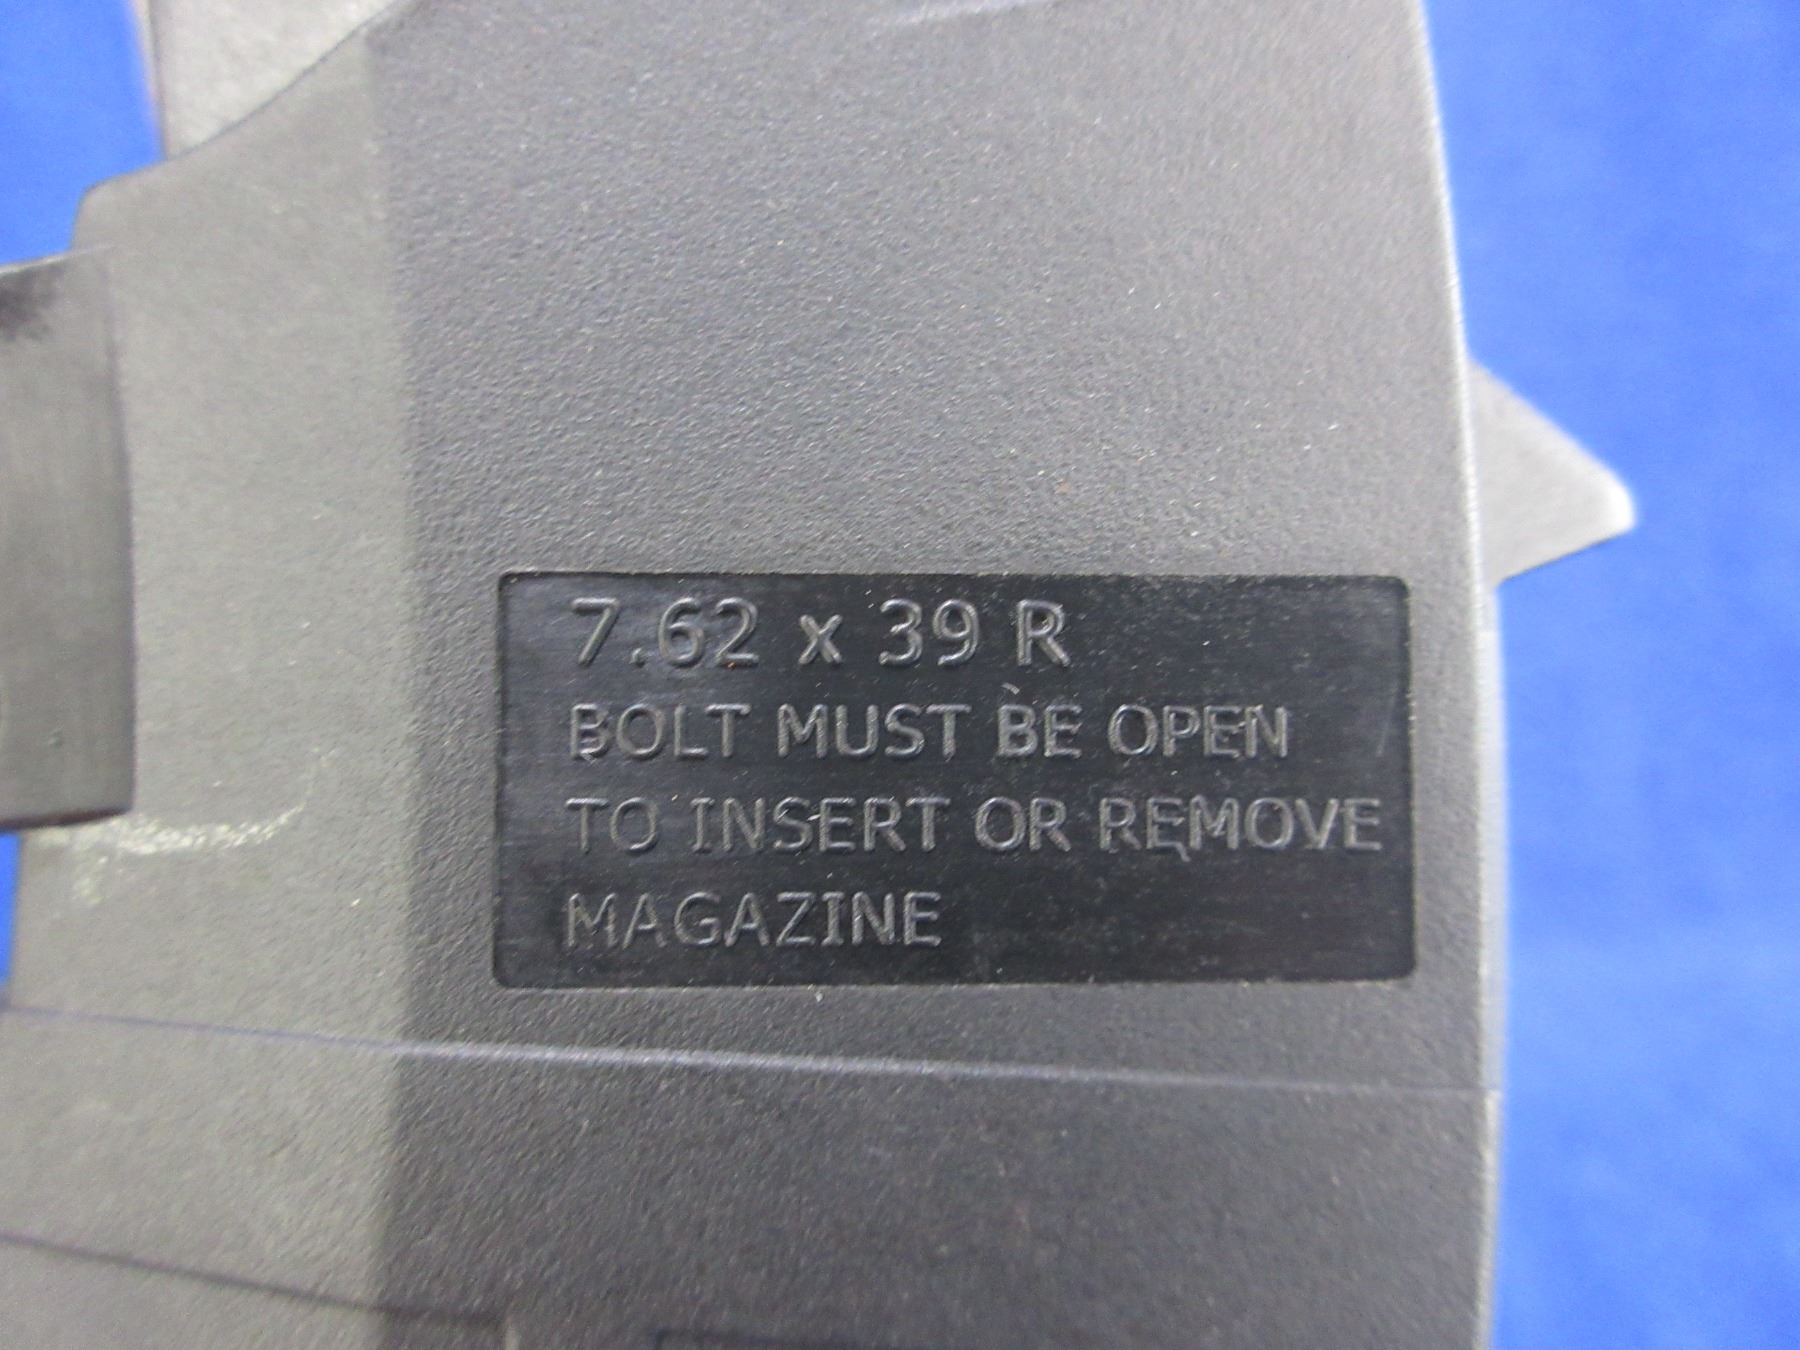 7.62 x 39 R
BOLT MUST BE OPEN
TO INSERT OR REMOVE
MAGAZINE